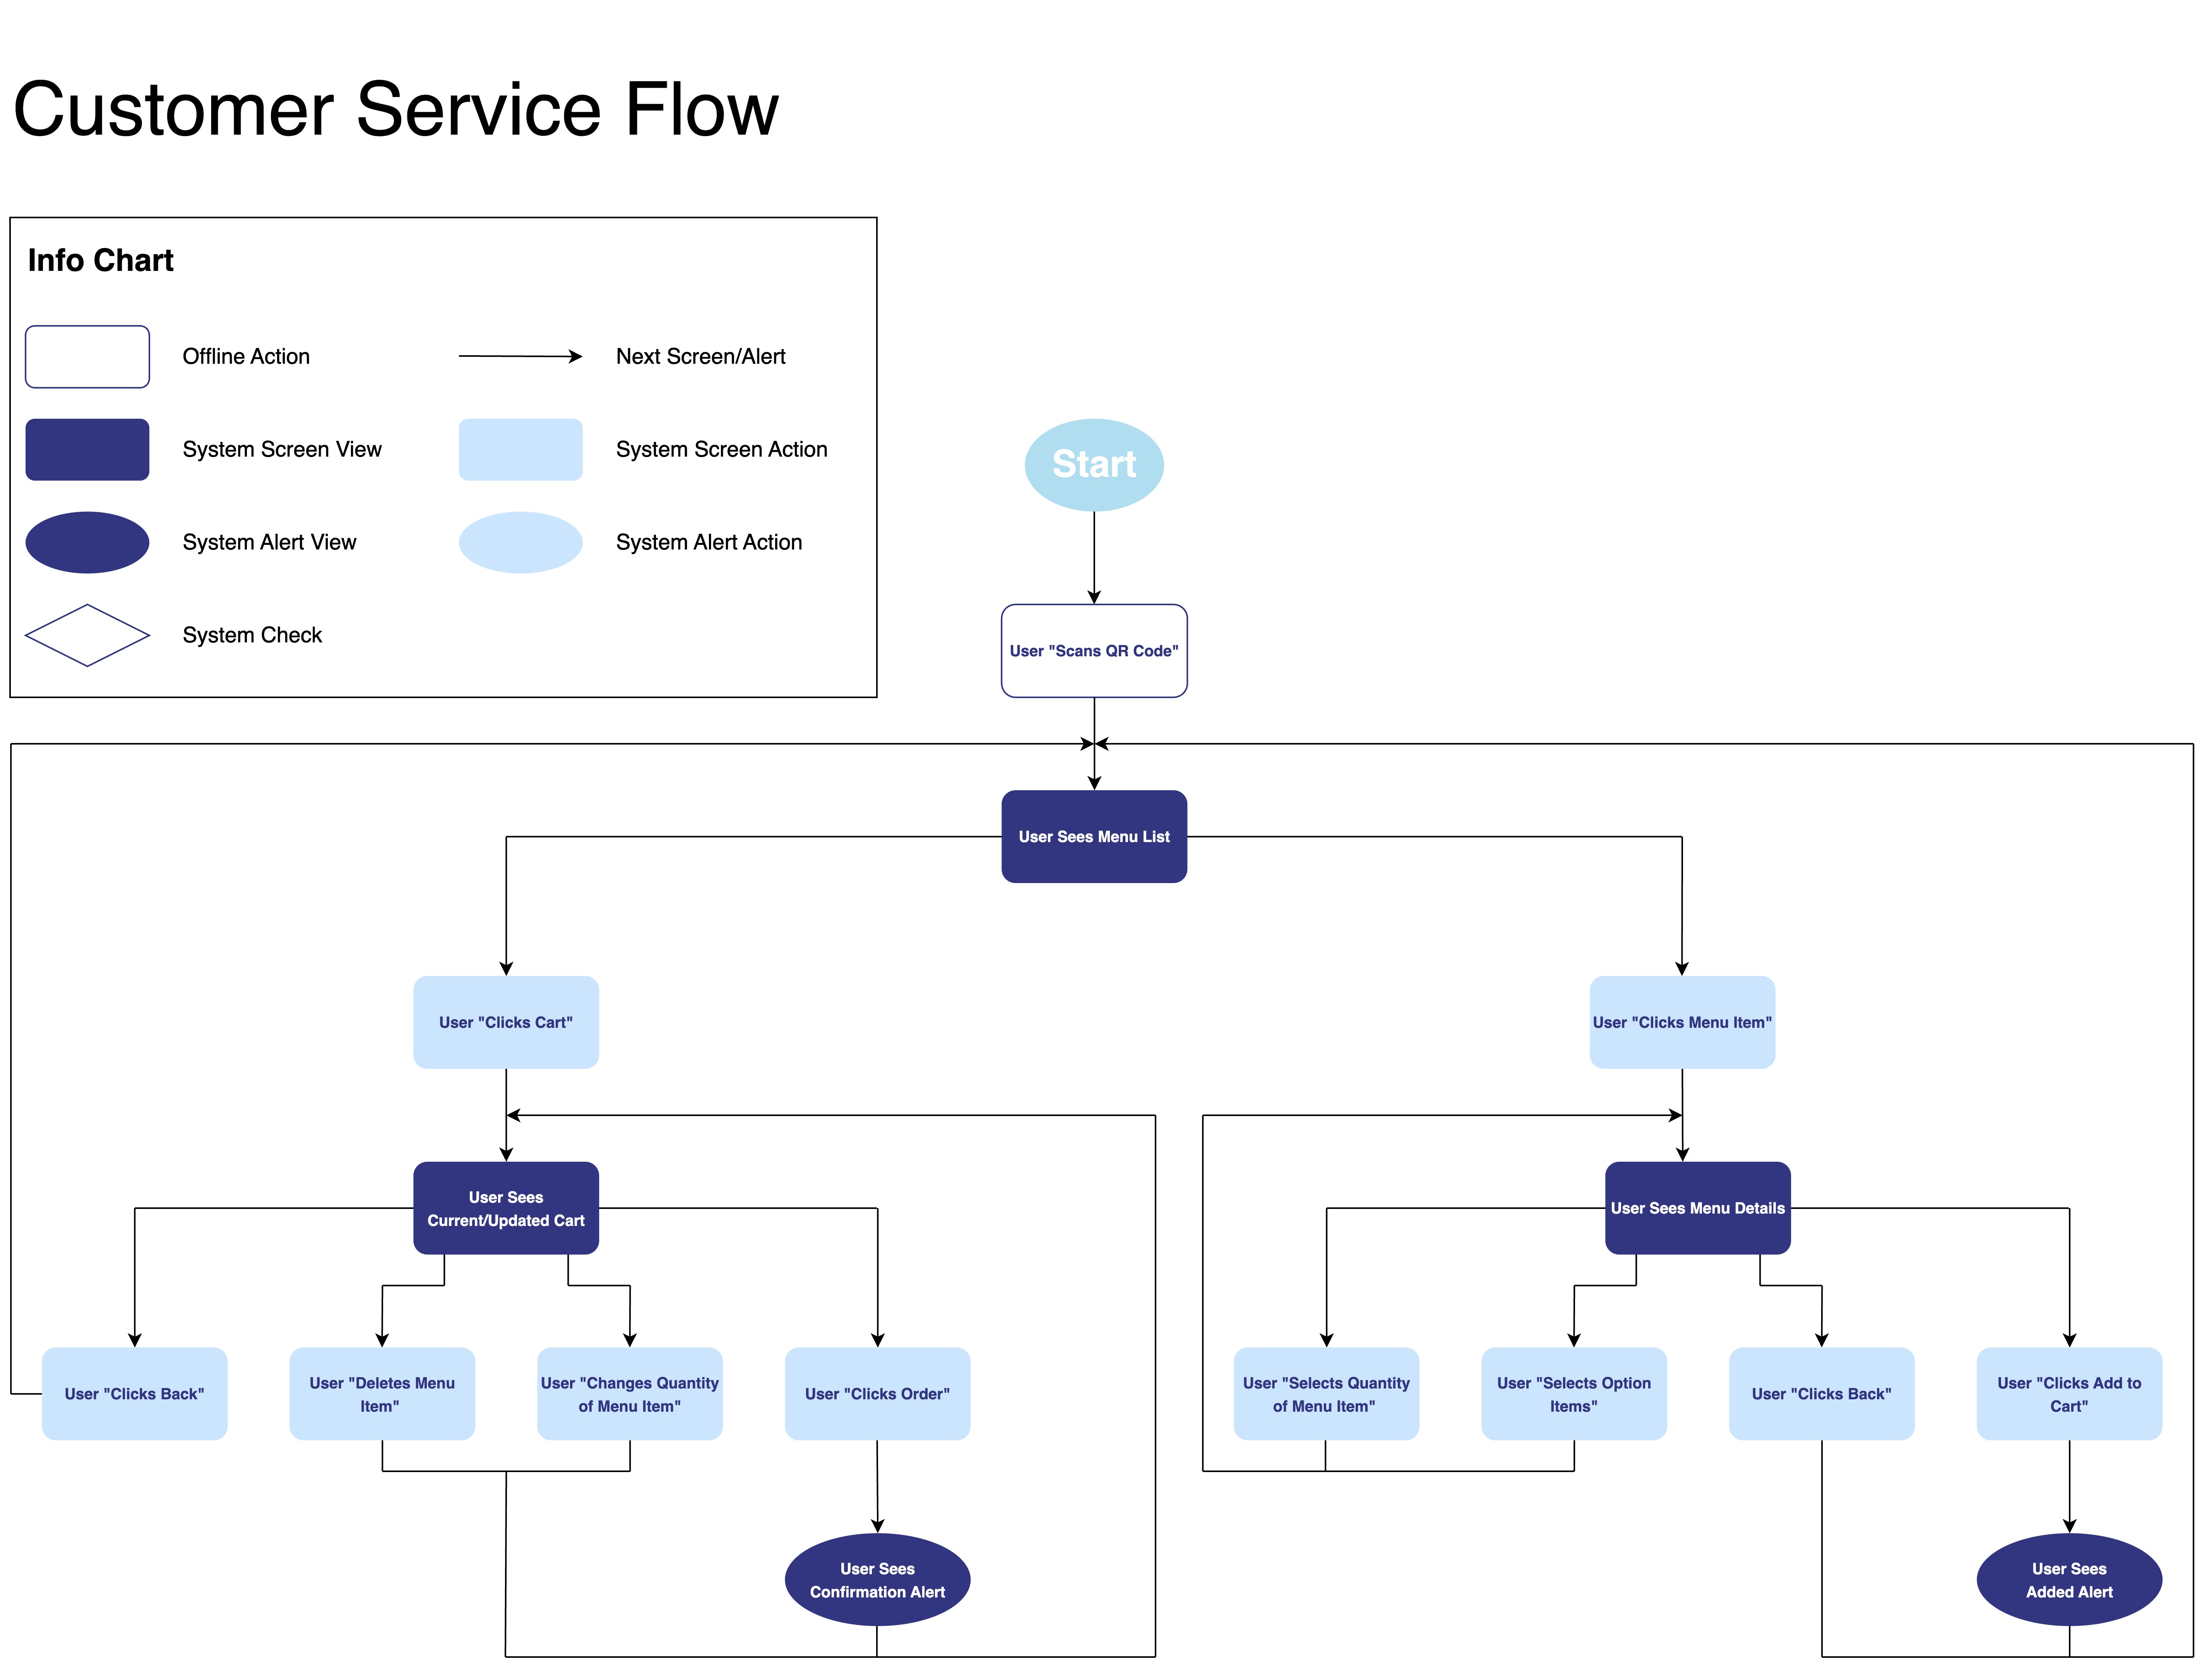 Customer Service Flow
Info Chart
Offline Action
Next Screen/Alert
System Screen View
System Screen Action
System Alert View
System Alert Action
System Check
Start
User "Scans QR Code"
User Sees Menu List
User "Clicks Cart"
User "Clicks Menu Item"
User Sees
Current/Updated Cart
User Sees Menu Details
User "Clicks Back"
User "Deletes Menu
Item"
User "Changes Quantity
of Menu Item"
User "Clicks Order"
User "Selects Quantity
of Menu Item"
User "Selects Option
Items"
User "Clicks Back"
User "Clicks Add to
Cart"
User Sees
Confirmation Alert
User Sees
Added Alert